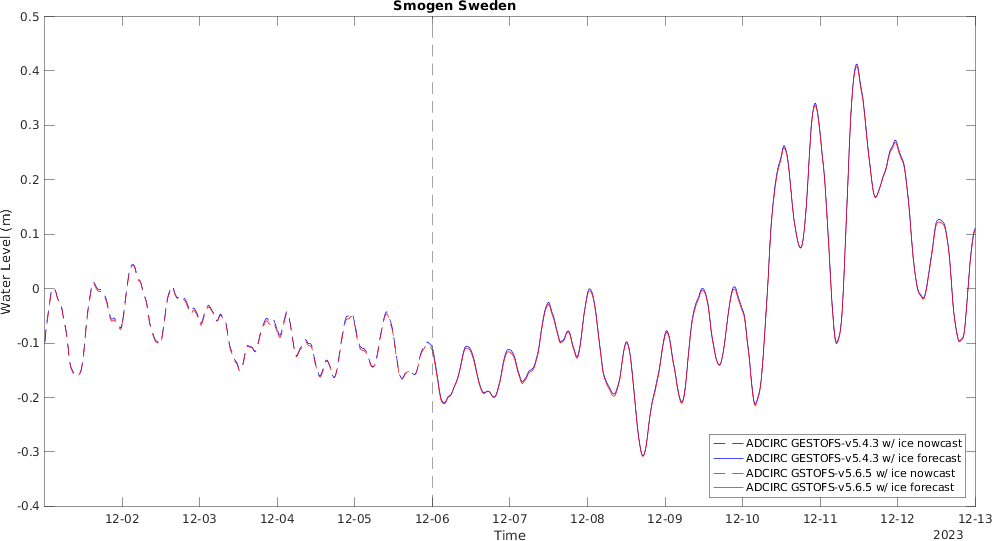 Smogen Sweden
Water Level (m)
0.5
0.4
0.3
0.2
0.1
0
-0.1
-0.2
-0.3
-0.4
12-02 12-03 12-04 12-05 12-06 12-07 12-08 12-09 12-10 12-11 12-12 12-13
Time
2023
ADCIRC GESTOFS-v5.4.3 w/ ice nowcast
ADCIRC GESTOFS-v5.4.3 w/ ice forecast
ADCIRC GSTOFS-v5.6.5 w/ ice nowcast
ADCIRC GSTOFS-v5.6.5 w/ ice forecast